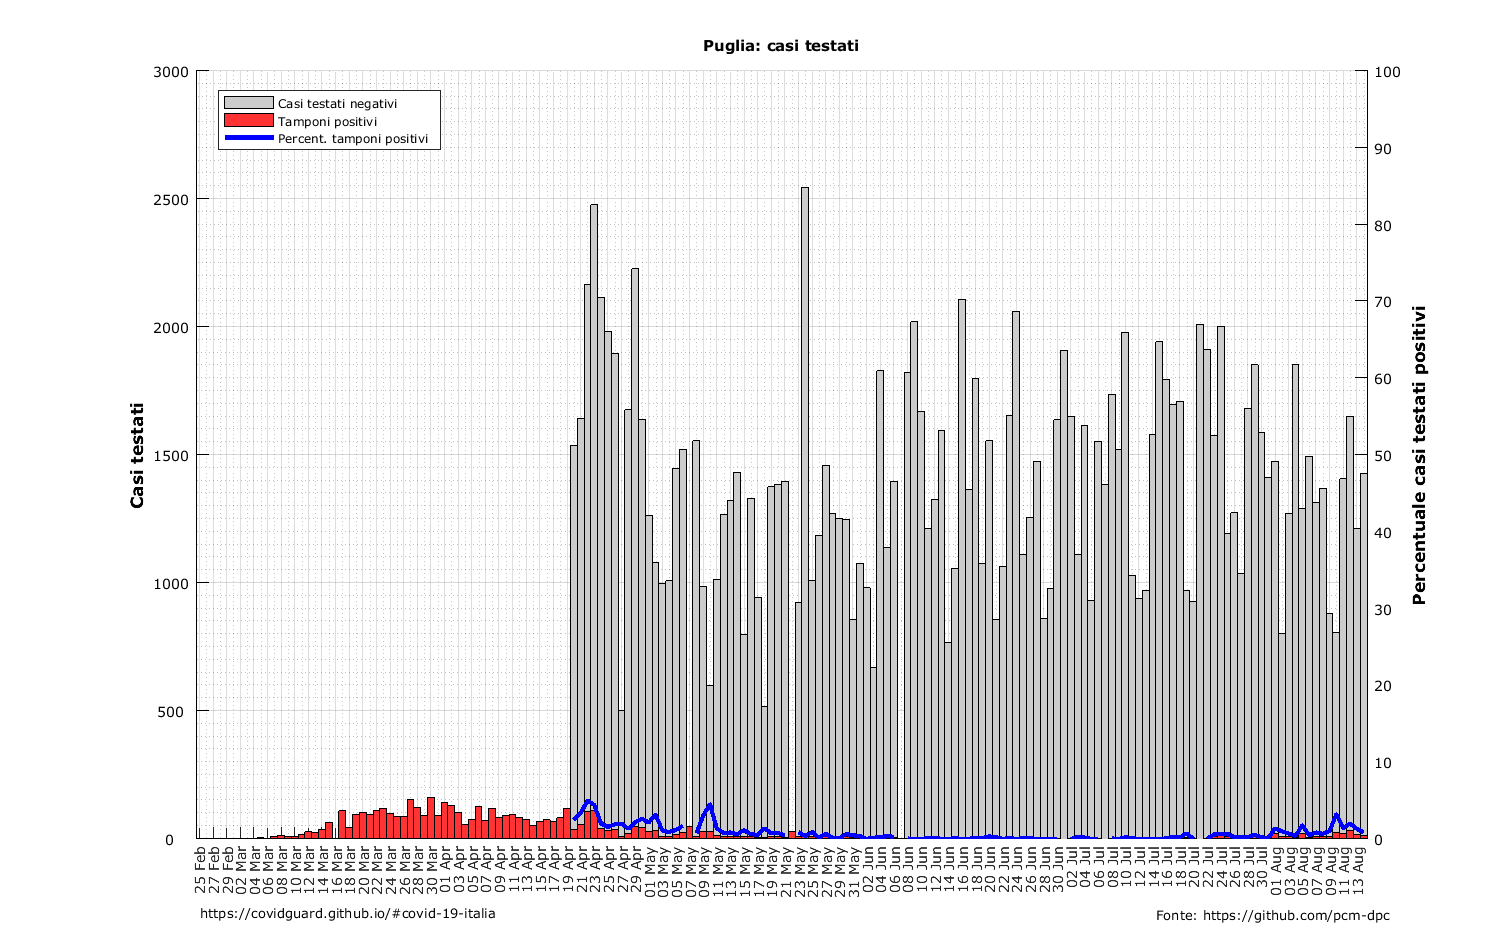 Puglia: casi testati
3000
2500
2000
1500
1000
500
0
Casi testati
Casi testati negativi
Tamponi positivi
Percent. tamponi positivi
100
90
80
70
60
50
40
30
20
10
0
Percentuale casi testati positivi
25 Feb
27 Feb
29 Feb
02 Mar
04 Mar
06 Mar
08 Mar
10 Mar
12 Mar
14 Mar
16 Mar
18 Mar
20 Mar
22 Mar
24 Mar
26 Mar
28 Mar
30 Mar
01 Apr
03 Apr
05 Apr
07 Apr
09 Apr
11 Apr
13 Apr
15 Apr
17 Apr
19 Apr
21 Apr
23 Apr
25 Apr
27 Apr
29 Apr
01 May
03 May
05 May
07 May
09 May
11 May
13 May
15 May
17 May
19 May
21 May
23 May
25 May
27 May
29 May
31 May
02 Jun
04 Jun
06 Jun
08 Jun
10 Jun
12 Jun
14 Jun
16 Jun
18 Jun
20 Jun
22 Jun
24 Jun
26 Jun
28 Jun
30 Jun
02 Jul
04 Jul
06 Jul
08 Jul
10 Jul
12 Jul
14 Jul
16 Jul
18 Jul
20 Jul
22 Jul
24 Jul
26 Jul
28 Jul
30 Jul
01 Aug
03 Aug
05 Aug
07 Aug
09 Aug
11 Aug
13 Aug
https://covidguard.github.io/#covid-19-italia
Fonte: https://github.com/pcm-dpc